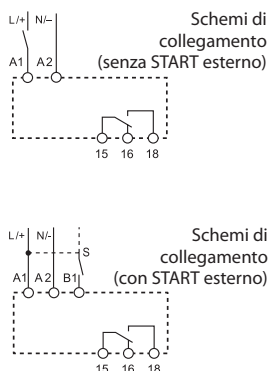 L/+ N/–
A1 A2
15 16 18
Schemi di
collegamento
(senza START esterno)
L/+ N/-
S
A1 A2 B1
15 16 18
Schemi di
collegamento
(con START esterno)